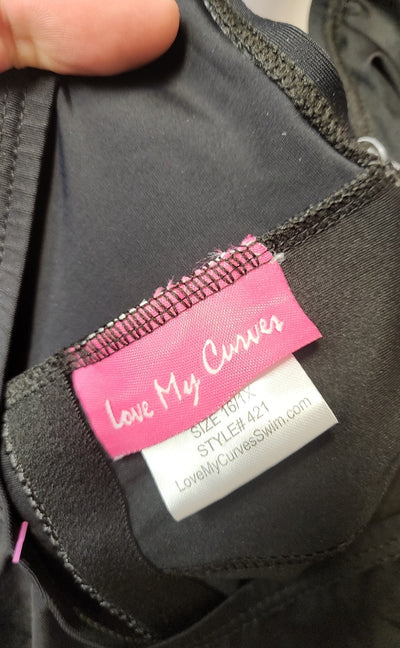 Love My Curves
SIZE 16/1X
STYLE# 421
LoveMyCurvesSwim.com